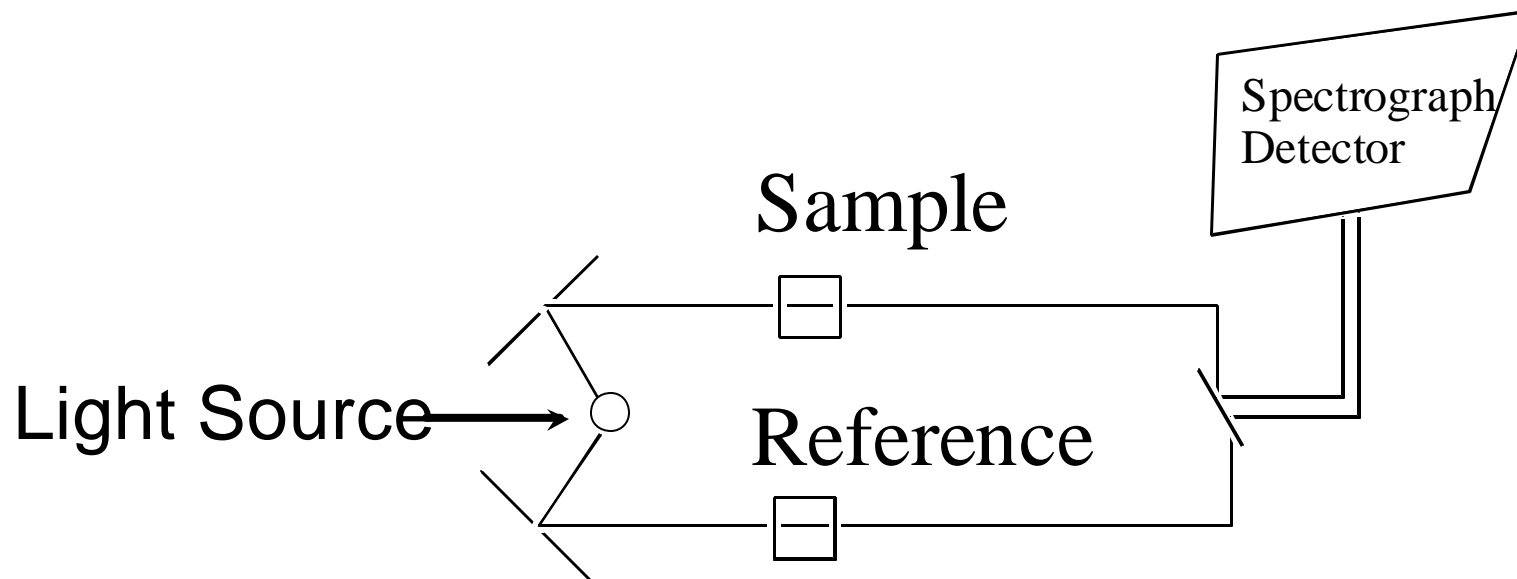 Spectrograph
Detector
Sample
Light Source
Reference